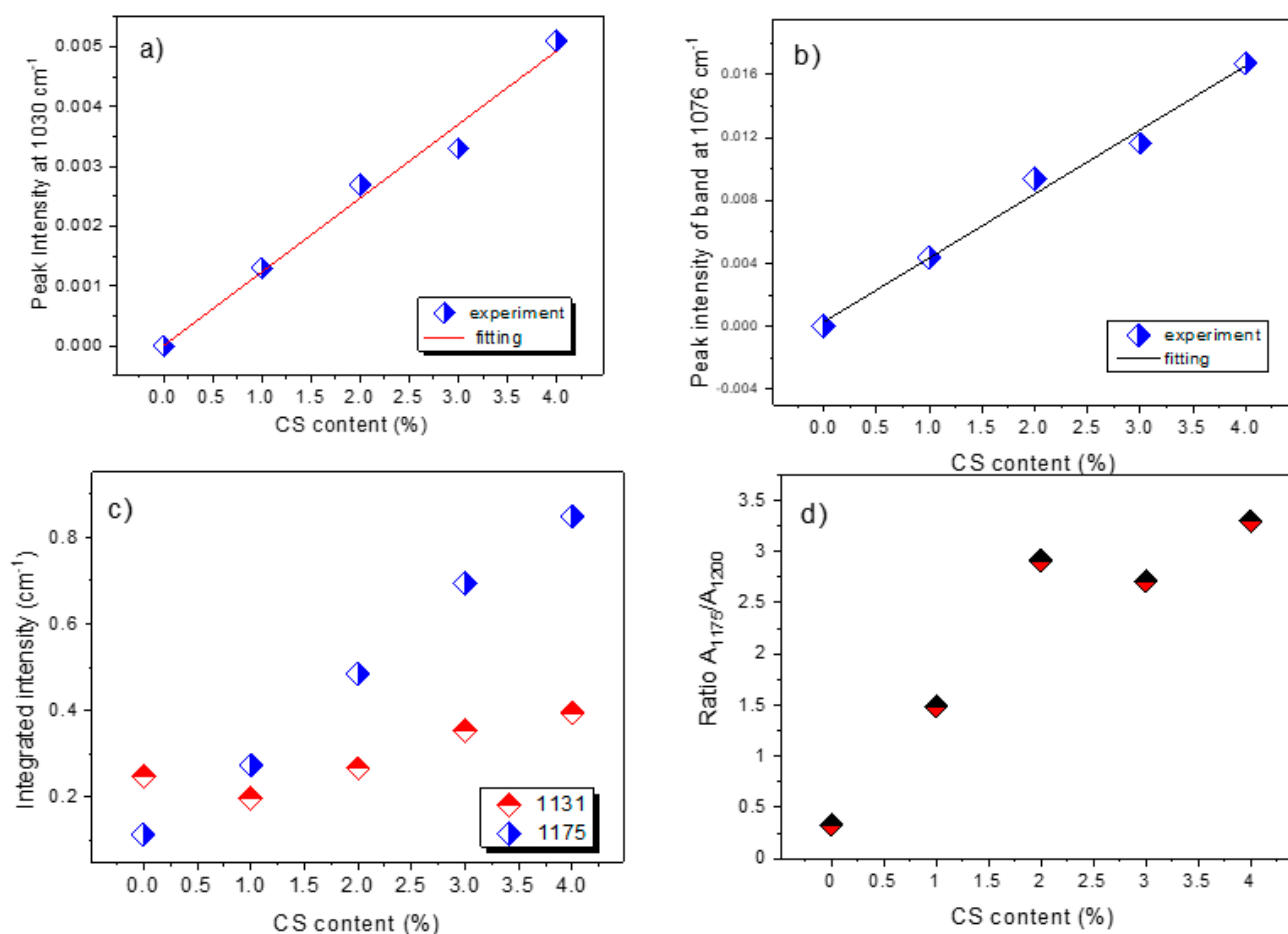 a)
Peak Intensity at 1030 cm⁻¹
0.005
0.004
0.003
0.002
0.001
0.000
experiment
fitting
0.0 0.5 1.0 1.5 2.0 2.5 3.0 3.5 4.0
CS content (%)
b)
Peak intensity of band at 1076 cm⁻¹
0.016
0.012
0.008
0.004
0.000
-0.004
experiment
fitting
0.0 0.5 1.0 1.5 2.0 2.5 3.0 3.5 4.0
CS content (%)
c)
Integrated intensity (cm⁻¹)
0.8
0.6
0.4
0.2
1131
1175
0.0 0.5 1.0 1.5 2.0 2.5 3.0 3.5 4.0
CS content (%)
d)
Ratio A₁₁₇₅/A₁₂₀₀
3.5
3
2.5
2
1.5
1
0.5
0
0 0.5 1 1.5 2 2.5 3 3.5 4
CS content (%)